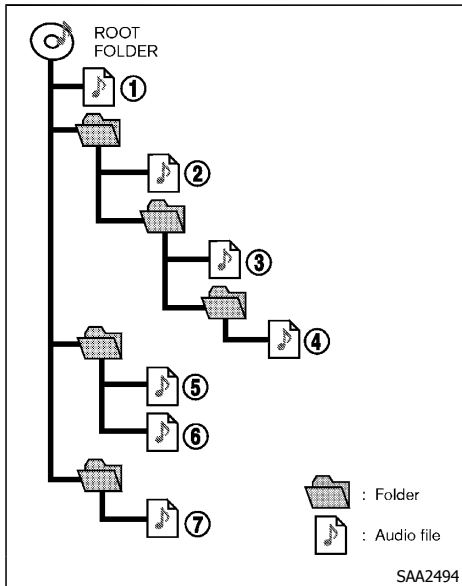 ROOT
FOLDER
①
②
③
④
⑤
⑥
⑦
: Folder
: Audio file
SAA2494